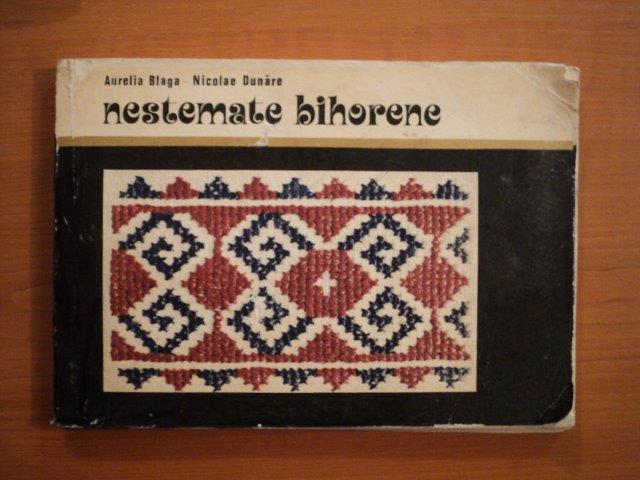 Aurelia Blaga - Nicolae Dunăre
nestemate bihorene